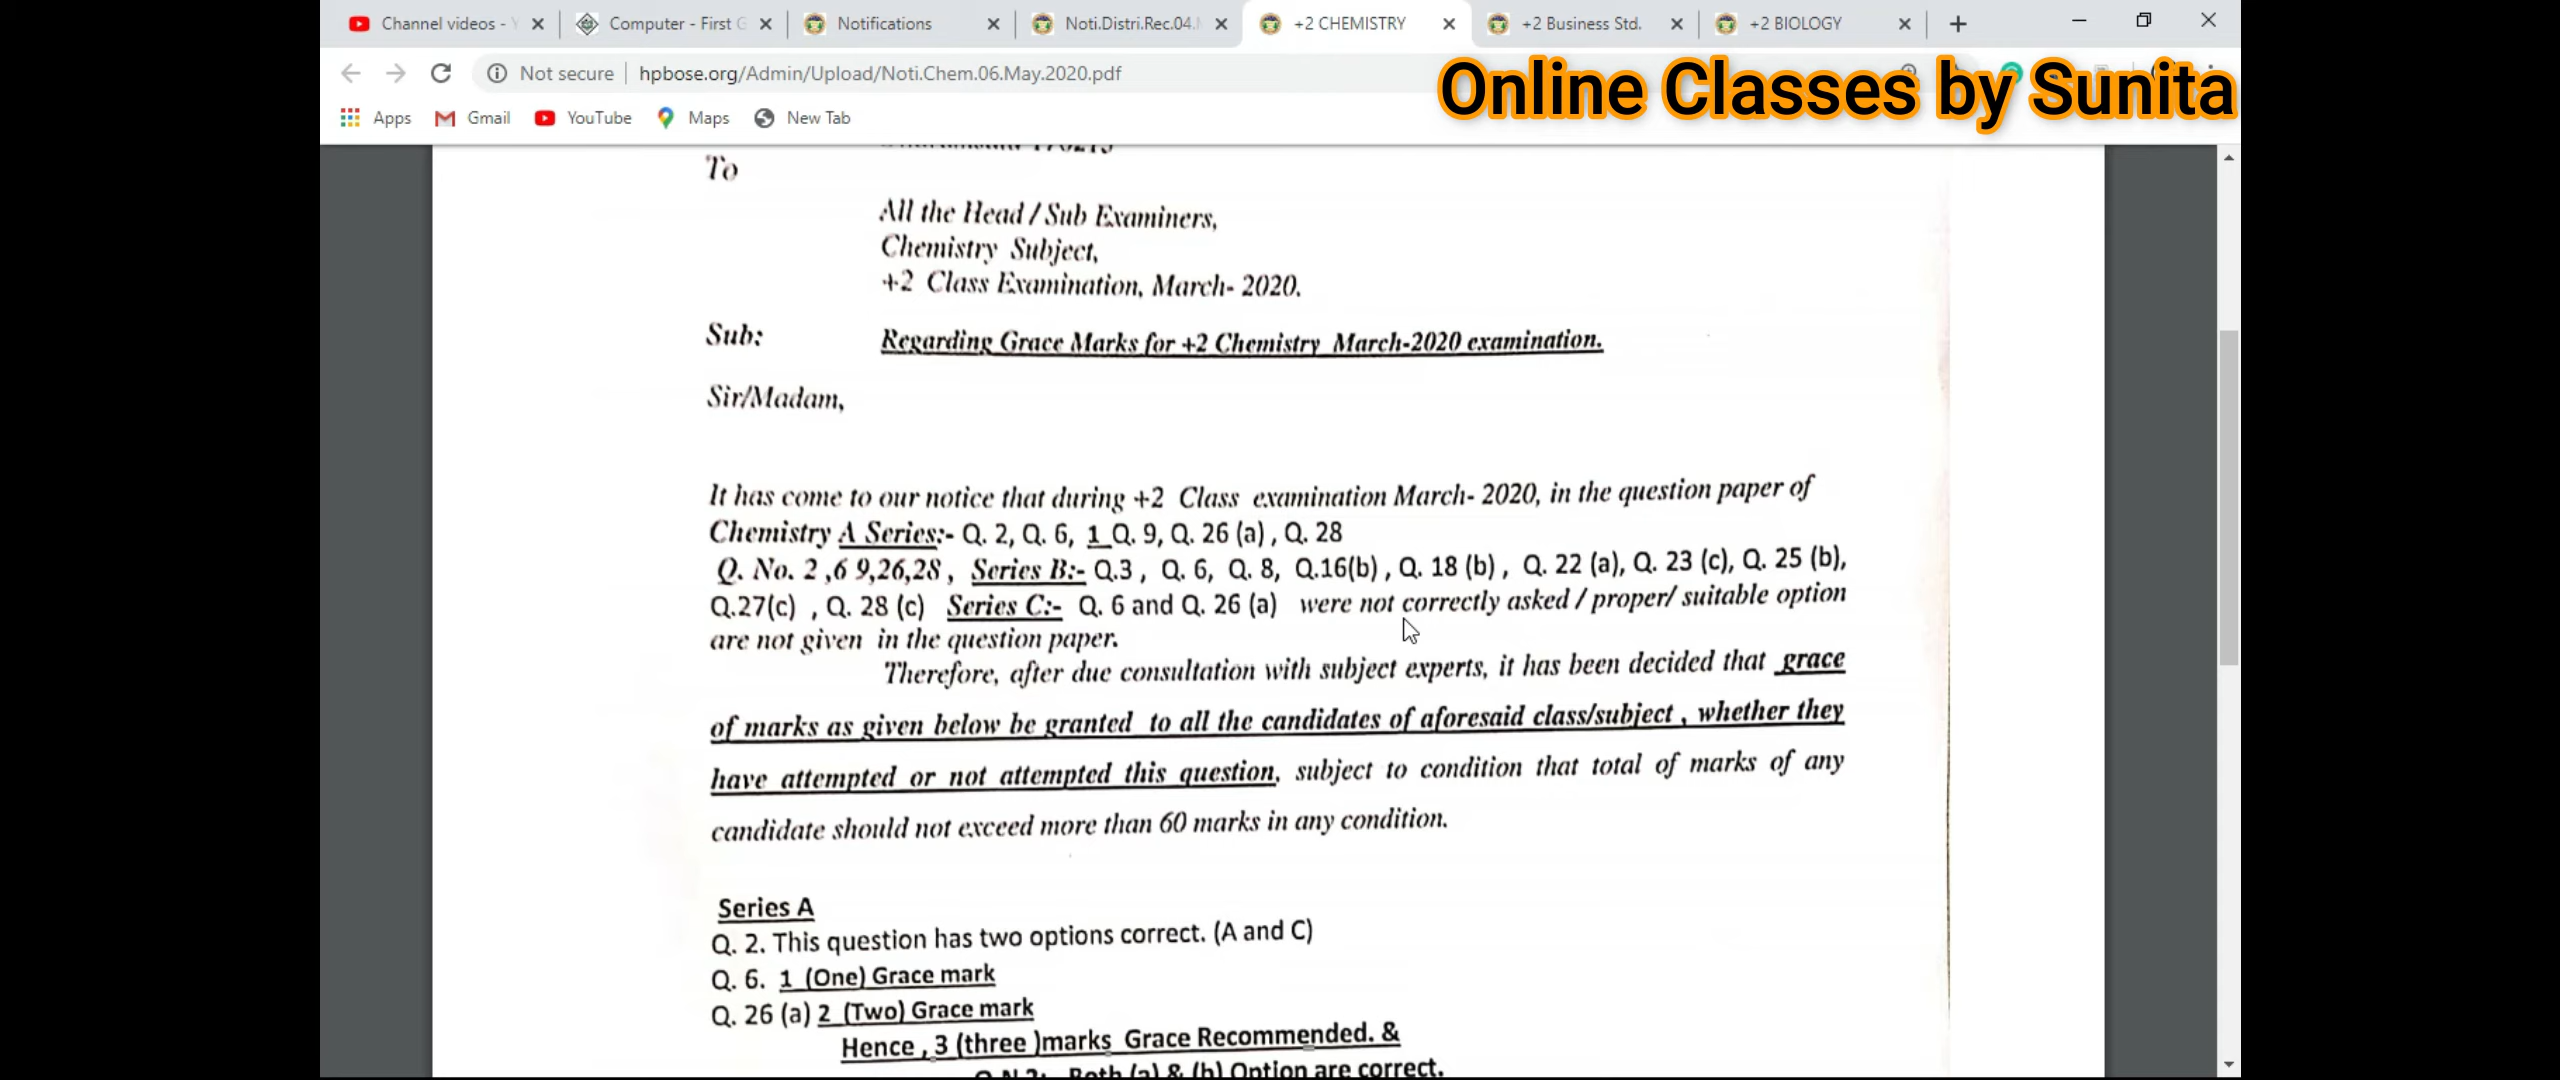 Channel videos -
Computer - First G
Notifications
Noti.Distri.Rec.04.
+2 CHEMISTRY
+2 Business Std.
+2 BIOLOGY
Not secure
hpbose.org/Admin/Upload/Noti.Chem.06.May.2020.pdf
Online Classes by Sunita
Apps
Gmail
YouTube
Maps
New Tab
To
All the Head / Sub Examiners,
Chemistry Subject,
+2 Class Examination, March- 2020.
Sub: Regarding Grace Marks for +2 Chemistry March-2020 examination.
Sir/Madam,
It has come to our notice that during +2 Class examination March- 2020, in the question paper of
Chemistry A Series:- Q. 2, Q. 6, 1 Q. 9, Q. 26 (a) , Q. 28
Q. No. 2 ,6 9,26,28 , Series B:- Q.3 , Q. 6, Q. 8, Q.16(b) , Q. 18 (b) , Q. 22 (a), Q. 23 (c), Q. 25 (b),
Q.27(c) , Q. 28 (c) Series C:- Q. 6 and Q. 26 (a) were not correctly asked / proper/ suitable option
are not given in the question paper.
Therefore, after due consultation with subject experts, it has been decided that grace
of marks as given below be granted to all the candidates of aforesaid class/subject , whether they
have attempted or not attempted this question, subject to condition that total of marks of any
candidate should not exceed more than 60 marks in any condition.
Series A
Q. 2. This question has two options correct. (A and C)
Q. 6. 1 (One) Grace mark
Q. 26 (a) 2 (Two) Grace mark
Hence , 3 (three )marks Grace Recommended. &
Both (a) & (b) Option are correct.